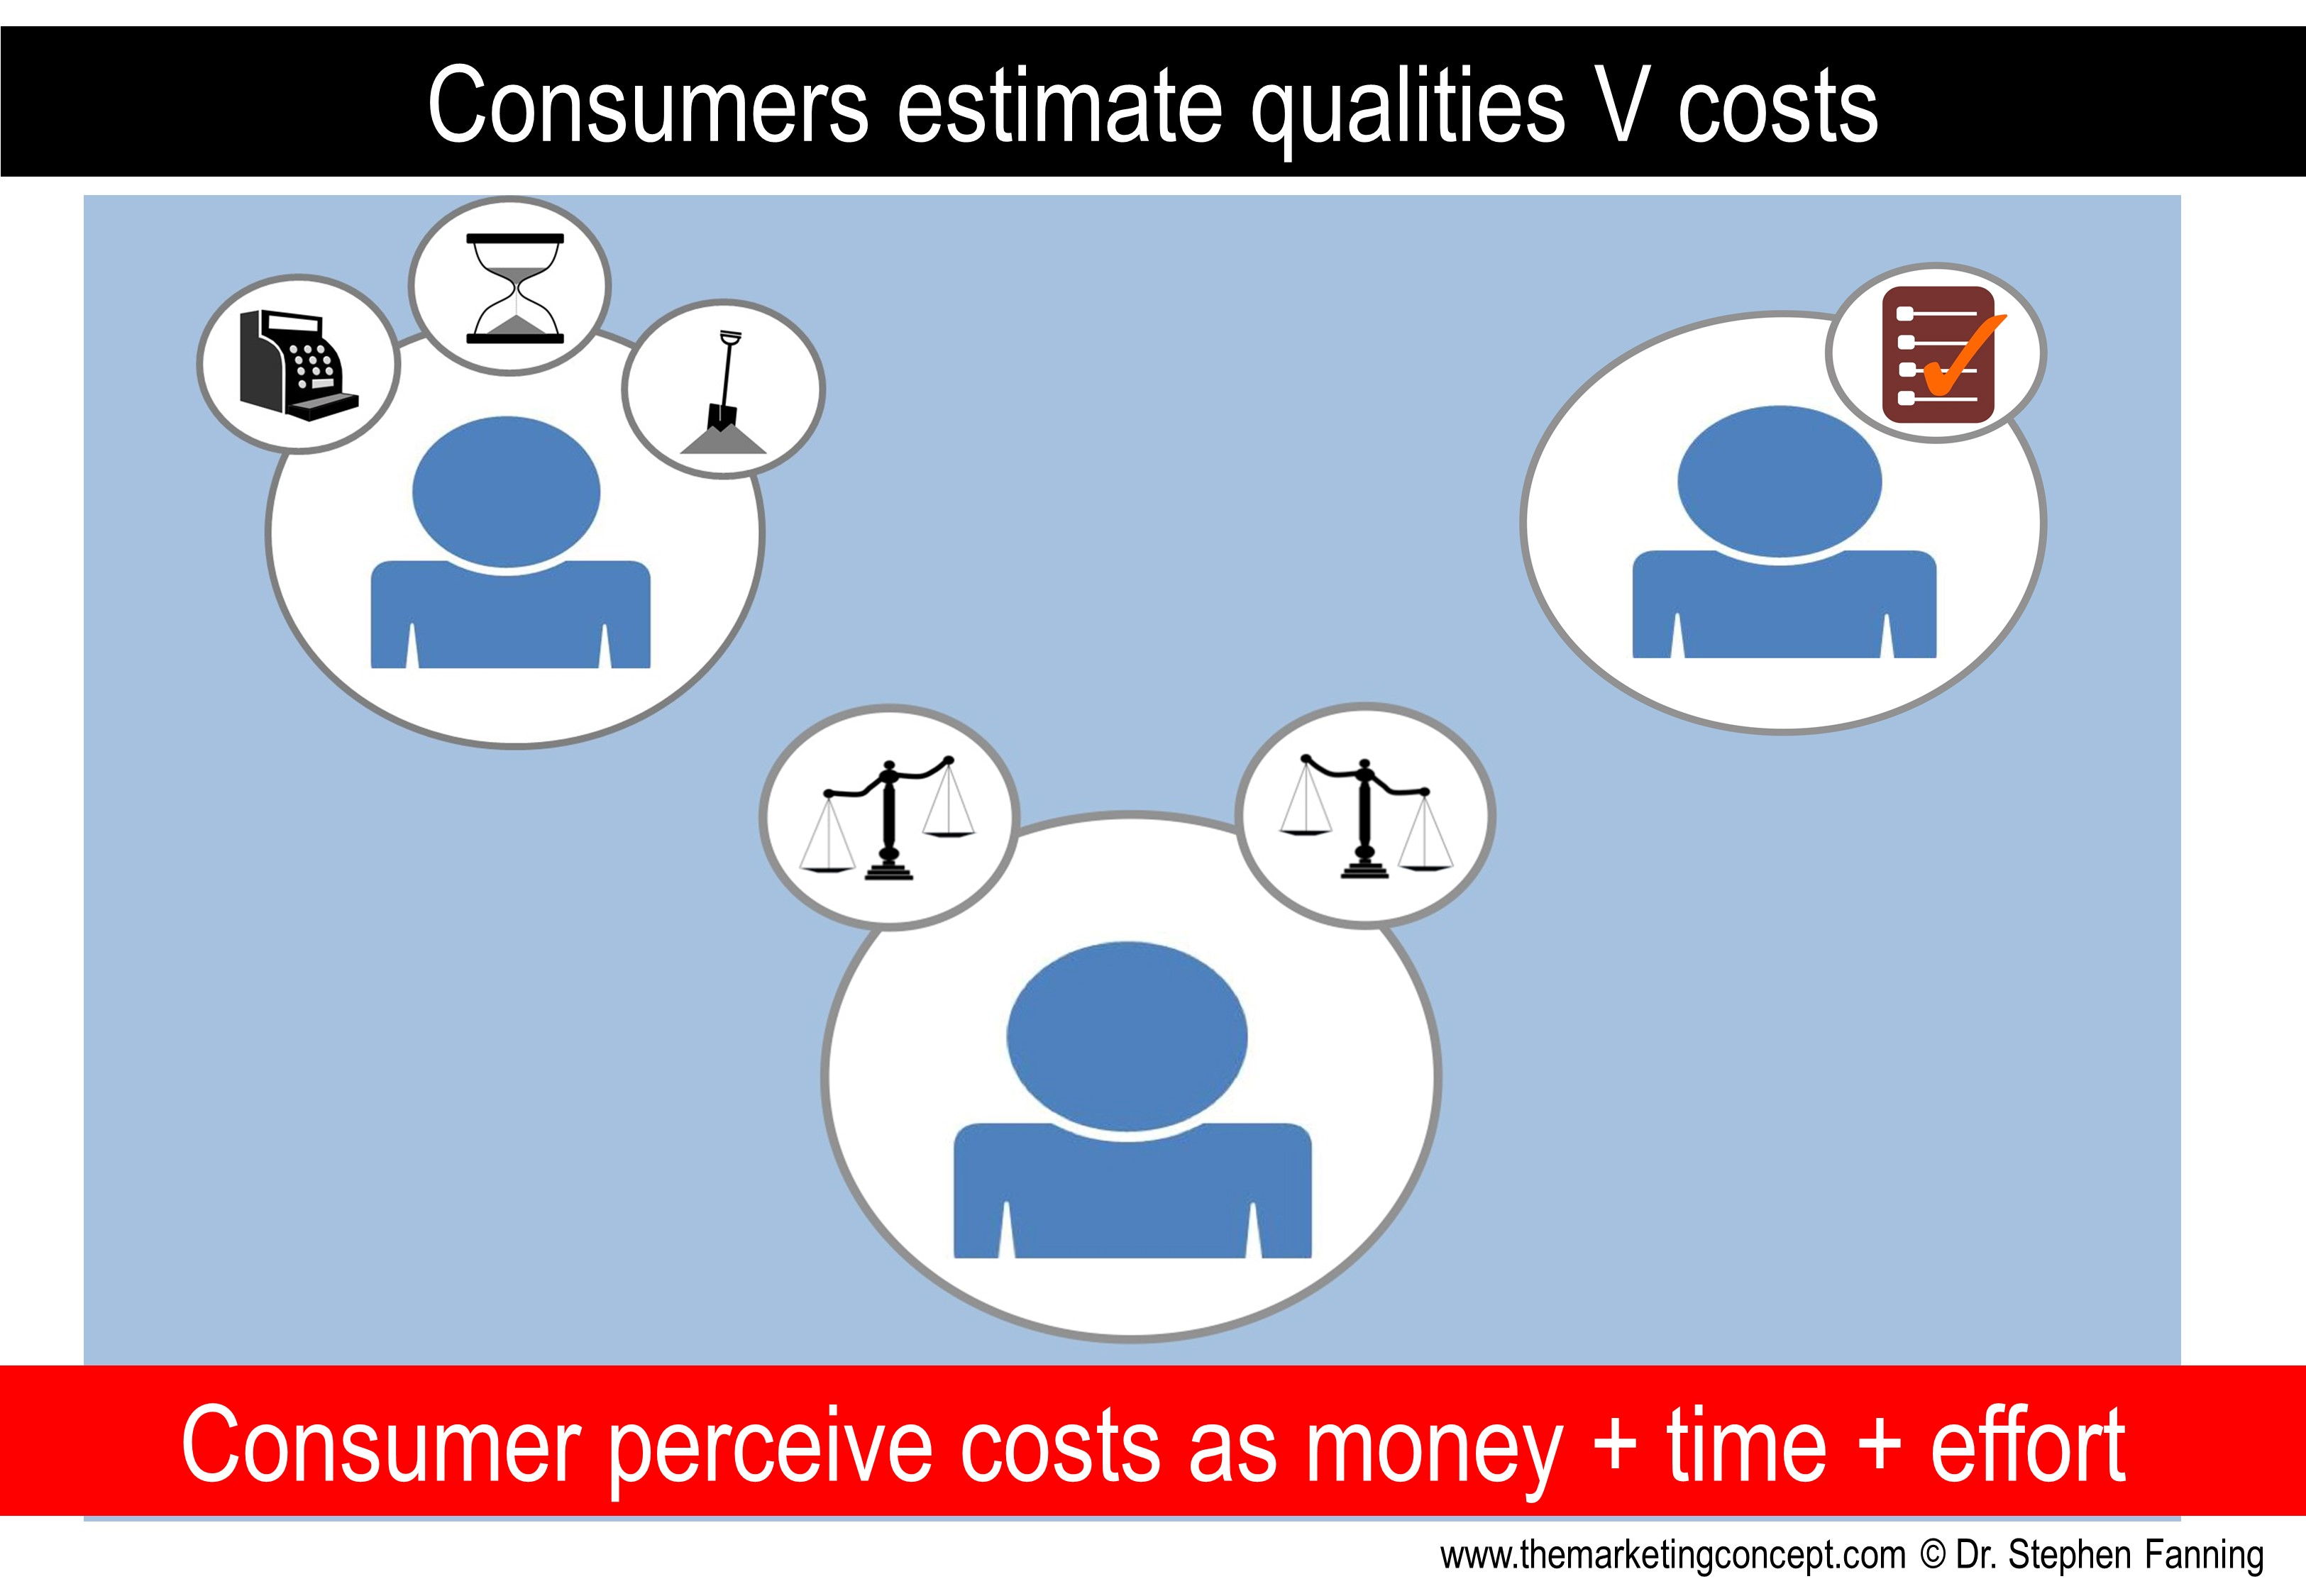 Consumers estimate qualities V costs
Consumer perceive costs as money + time + effort
www.themarketingconcept.com © Dr. Stephen Fanning